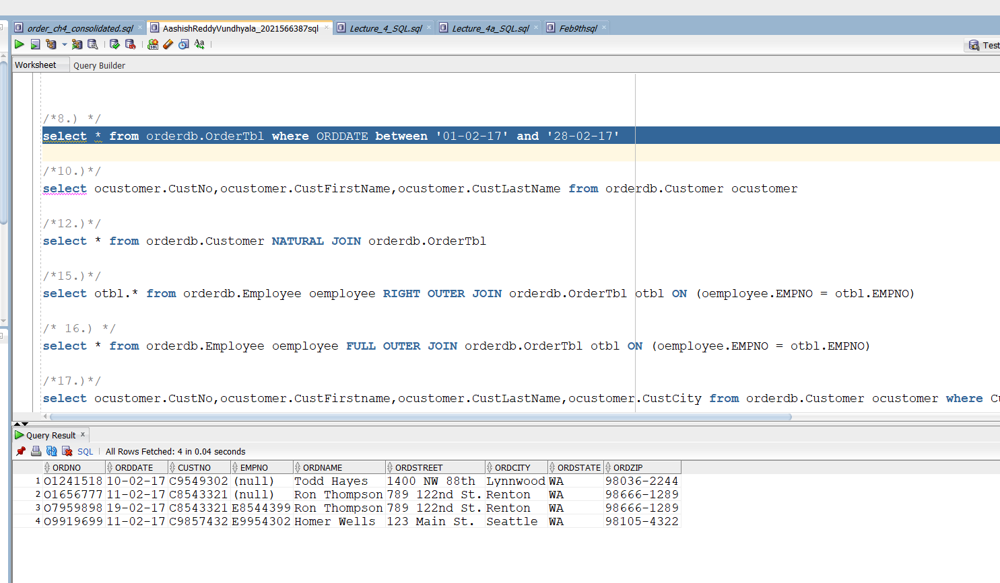 order_ch4_consolidated.sql AashishReddyVundhyala_2021566387sql Lecture_4_SQL.sql Lecture_4a_SQL.sql Feb9thsql
Aa Test
Worksheet Query Builder
/*8.) */
select * from orderdb.OrderTbl where ORDDATE between '01-02-17' and '28-02-17'
/*10.)*/
select ocustomer.CustNo,ocustomer.CustFirstName,ocustomer.CustLastName from orderdb.Customer ocustomer
/*12.)*/
select * from orderdb.Customer NATURAL JOIN orderdb.OrderTbl
/*15.)*/
select otbl.* from orderdb.Employee oemployee RIGHT OUTER JOIN orderdb.OrderTbl otbl ON (oemployee.EMPNO = otbl.EMPNO)
/* 16.) */
select * from orderdb.Employee oemployee FULL OUTER JOIN orderdb.OrderTbl otbl ON (oemployee.EMPNO = otbl.EMPNO)
/*17.)*/
select ocustomer.CustNo,ocustomer.CustFirstname,ocustomer.CustLastName,ocustomer.CustCity from orderdb.Customer ocustomer where Cu
Query Result
SQL All Rows Fetched: 4 in 0.04 seconds
ORDNO ORDDATE CUSTNO EMPNO ORDNAME ORDSTREET ORDCITY ORDSTATE ORDZIP
1 O1241518 10-02-17 C9549302 (null) Todd Hayes 1400 NW 88th Lynnwood WA 98036-2244
2 O1656777 11-02-17 C8543321 (null) Ron Thompson 789 122nd St. Renton WA 98666-1289
3 O7959898 19-02-17 C8543321 E8544399 Ron Thompson 789 122nd St. Renton WA 98666-1289
4 O9919699 11-02-17 C9857432 E9954302 Homer Wells 123 Main St. Seattle WA 98105-4322